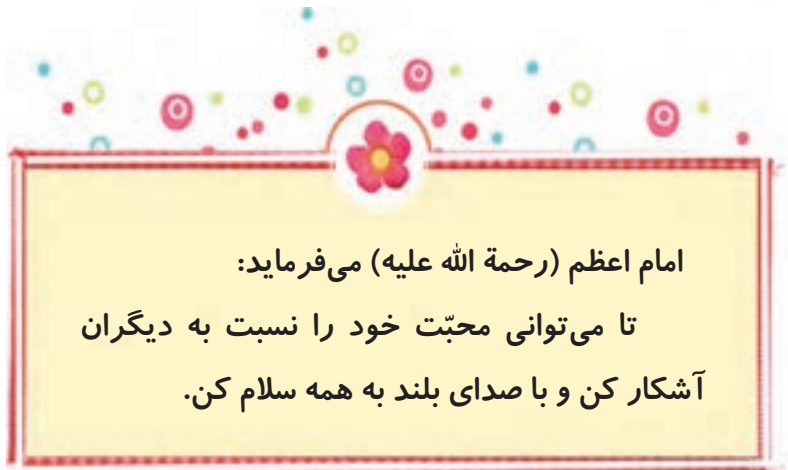 امام اعظم (رحمة الله علیه) می‌فرماید:
تا می‌توانی محبّت خود را نسبت به دیگران
آشکار کن و با صدای بلند به همه سلام کن.